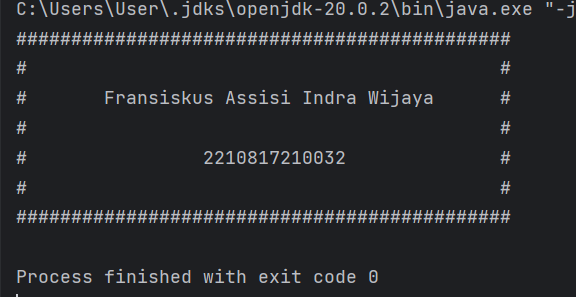 C:\Users\User\.jdks\openjdk-20.0.2\bin\java.exe "-j
#############################################
#                                           #
#       Fransiskus Assisi Indra Wijaya      #
#                                           #
#                2210817210032              #
#                                           #
#############################################
Process finished with exit code 0